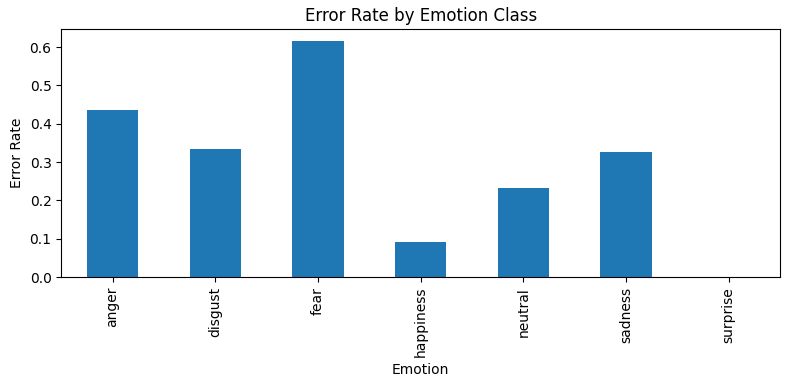 Error Rate by Emotion Class
Error Rate
0.6
0.5
0.4
0.3
0.2
0.1
0.0
anger
disgust
fear
happiness
neutral
sadness
surprise
Emotion